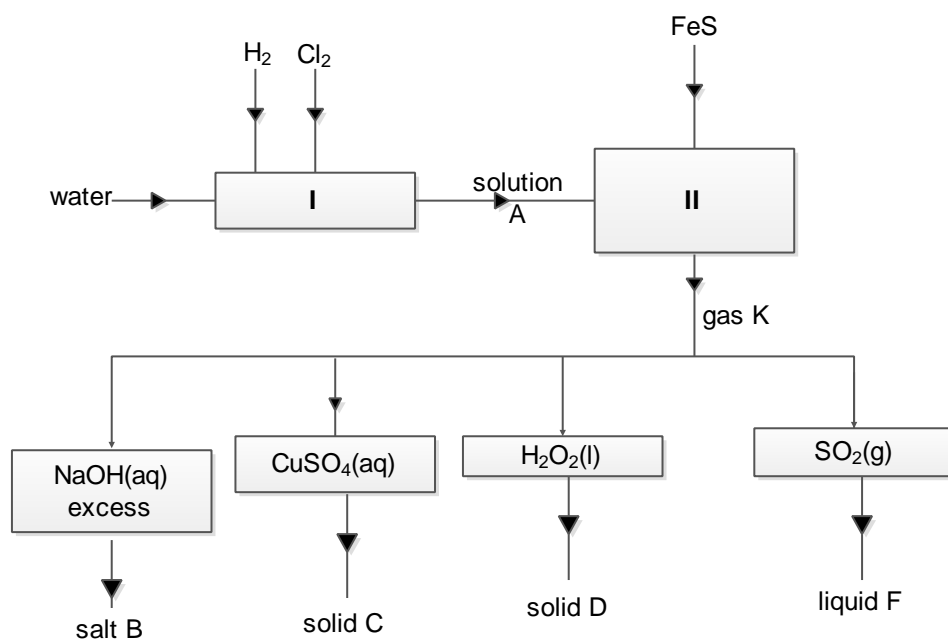 FeS
H₂ Cl₂
water
I
solution
A
II
gas K
NaOH(aq)
excess
CuSO₄(aq)
H₂O₂(l)
SO₂(g)
salt B
solid C
solid D
liquid F